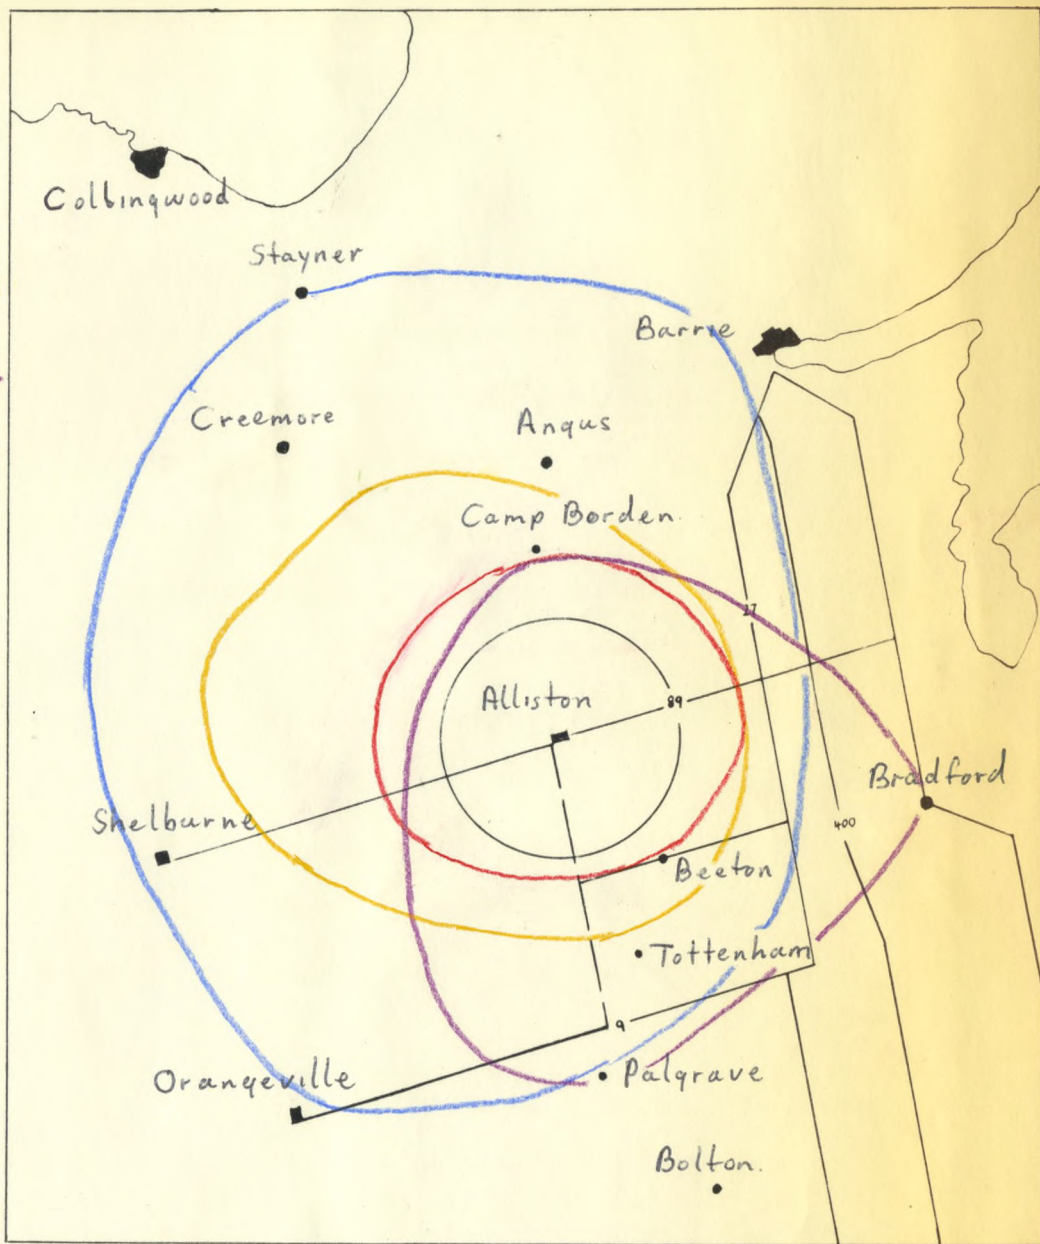 Collingwood
Stayner
Barrie
Creemore
Angus
Camp Borden.
27
Alliston
89
Bradford
Shelburne
400
Beeton
Tottenham
9
Orangeville
Palgrave
Bolton.